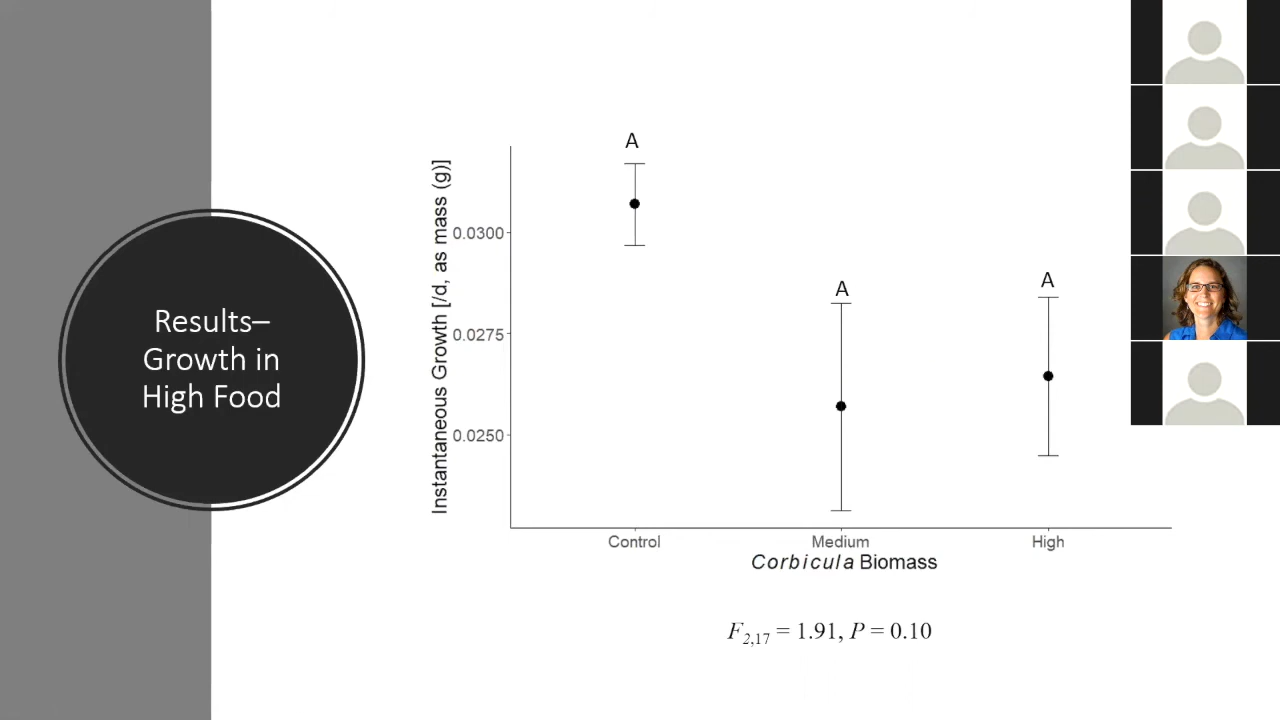 Results–
Growth in
High Food
Instantaneous Growth [/d, as mass (g)]
A
A
A
0.0300
0.0275
0.0250
Control
Medium
High
Corbicula Biomass
F2,17 = 1.91, P = 0.10